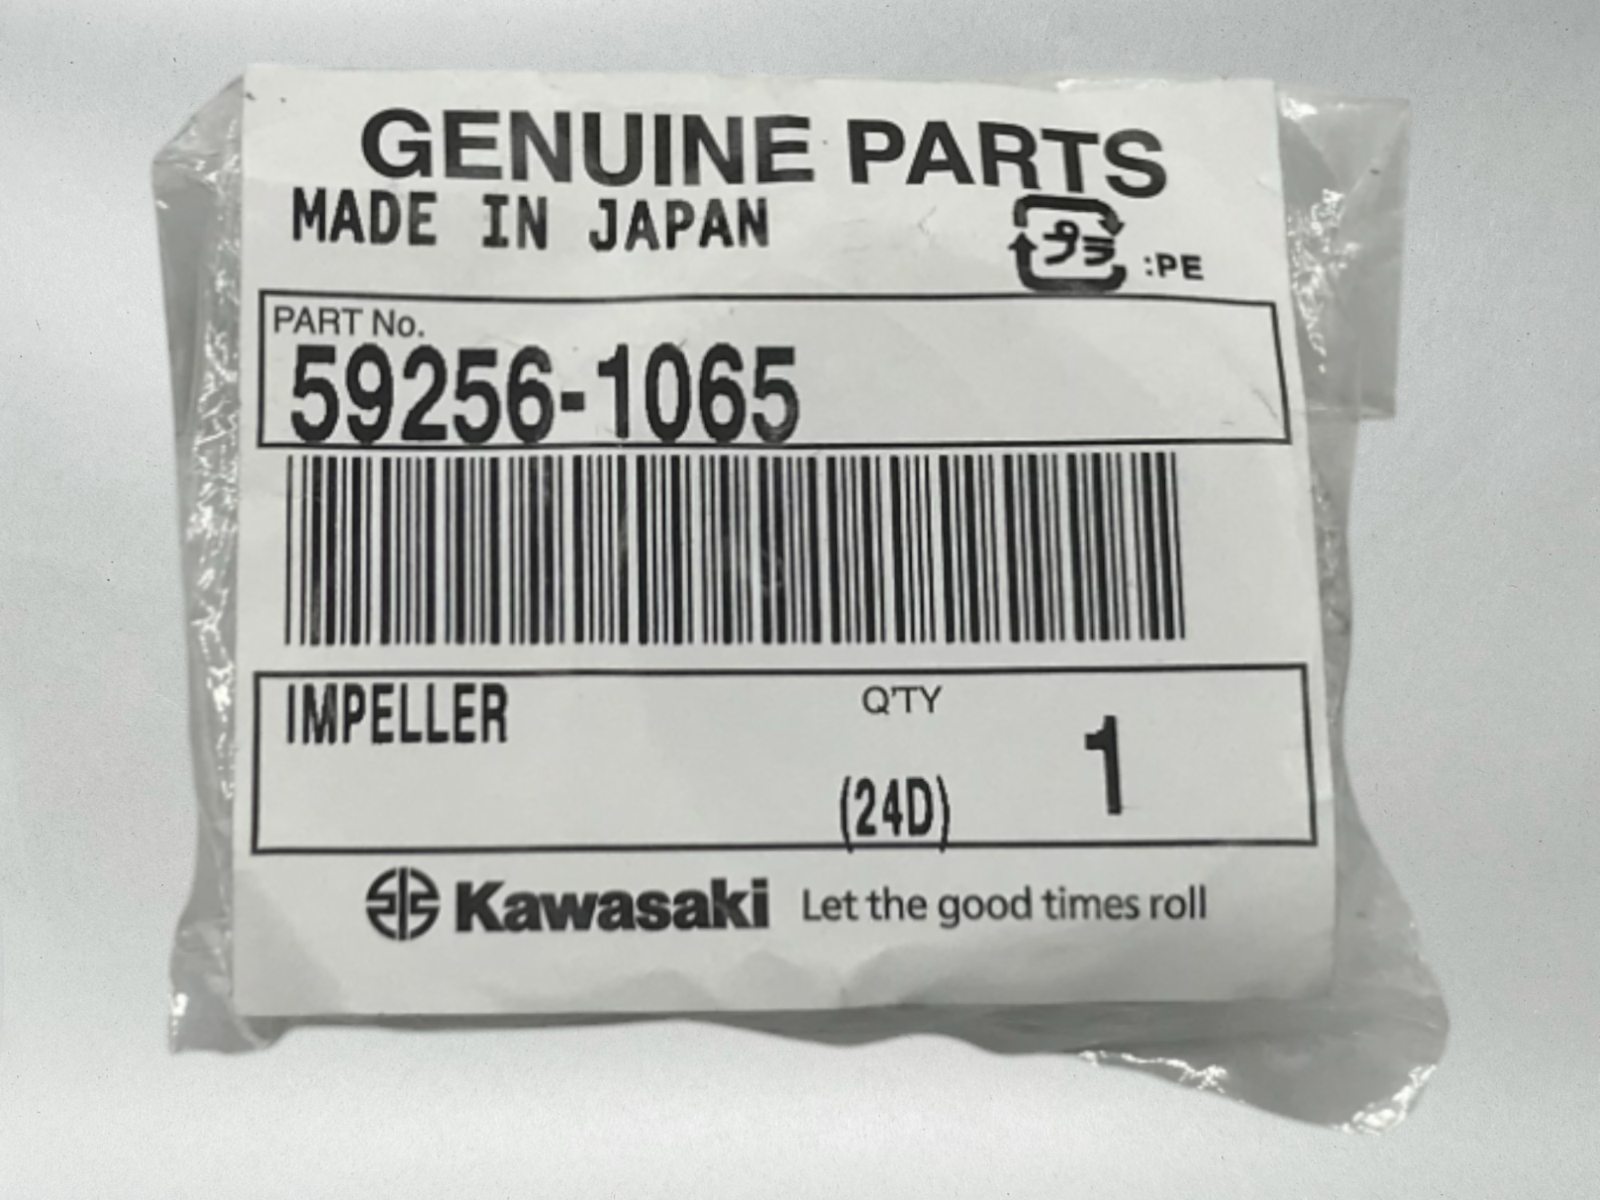 GENUINE PARTS
MADE IN JAPAN
プラ :PE
PART No.
59256-1065
IMPELLER Q'TY 1
(24D)
Kawasaki Let the good times roll